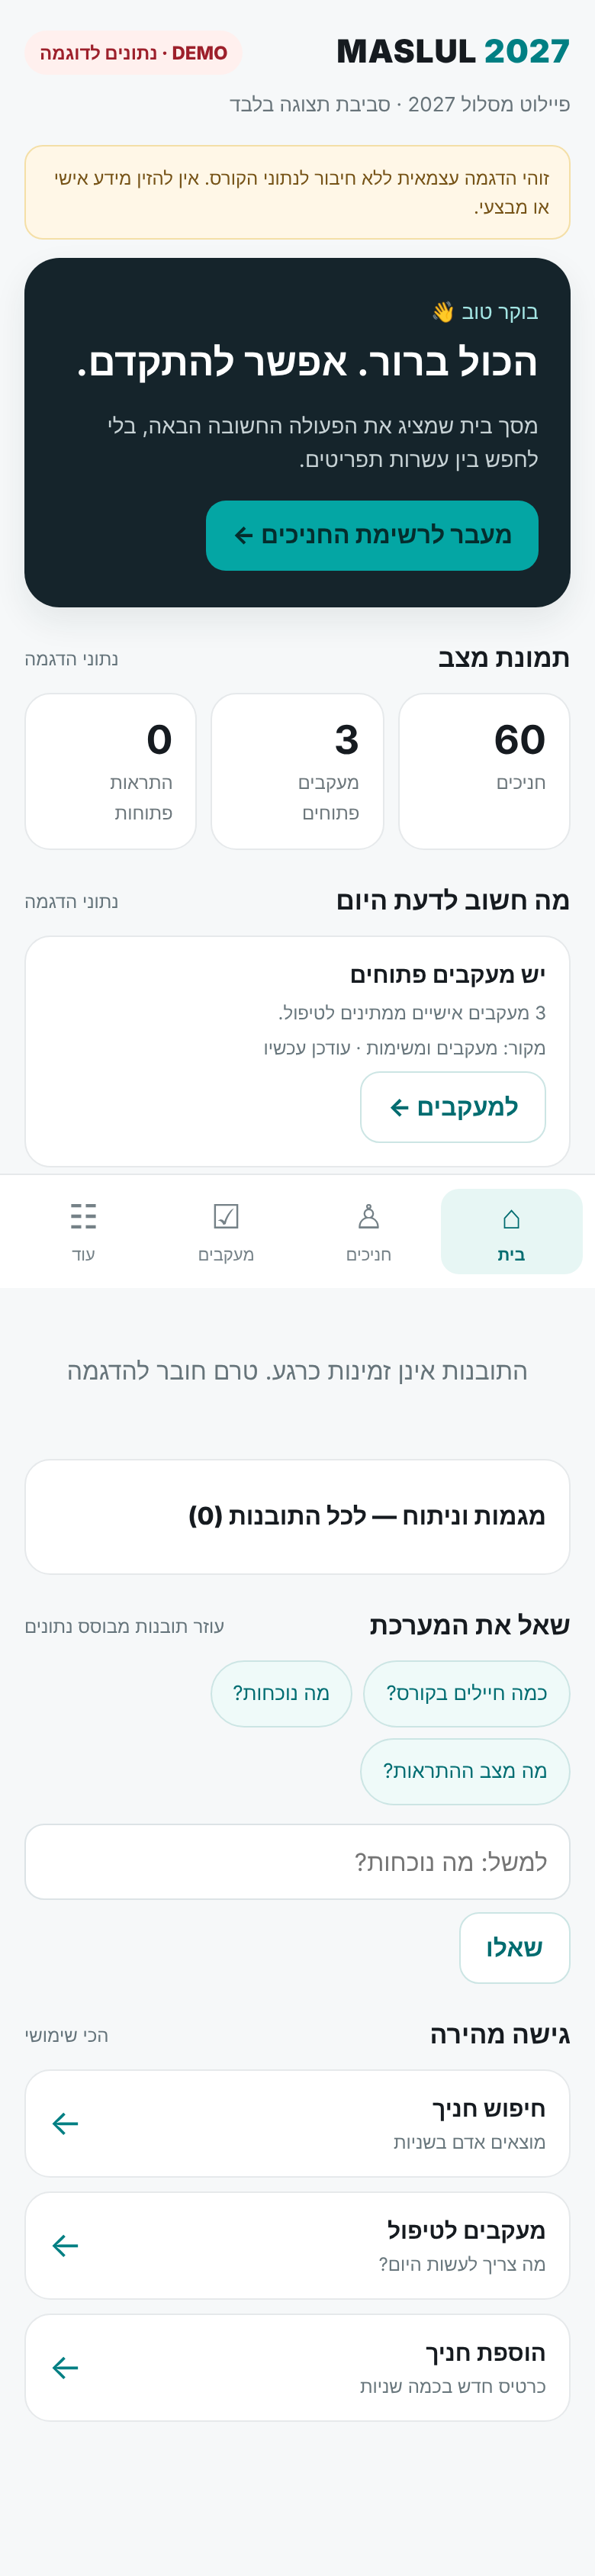 MASLUL 2027
DEMO · נתונים לדוגמה
פיילוט מסלול 2027 · סביבת תצוגה בלבד
זוהי הדגמה עצמאית ללא חיבור לנתוני הקורס. אין להזין מידע אישי
או מבצעי.
בוקר טוב 👋
הכול ברור. אפשר להתקדם.
מסך בית שמציג את הפעולה החשובה הבאה, בלי
לחפש בין עשרות תפריטים.
מעבר לרשימת החניכים ←
תמונת מצב
נתוני הדגמה
60
חניכים
3
מעקבים
פתוחים
0
התראות
פתוחות
מה חשוב לדעת היום
נתוני הדגמה
יש מעקבים פתוחים
3 מעקבים אישיים ממתינים לטיפול.
מקור: מעקבים ומשימות · עודכן עכשיו
למעקבים ←
בית
חניכים
מעקבים
עוד
התובנות אינן זמינות כרגע. טרם חובר להדגמה
מגמות וניתוח — לכל התובנות (0)
שאל את המערכת
עוזר תובנות מבוסס נתונים
כמה חיילים בקורס?
מה נוכחות?
מה מצב ההתראות?
למשל: מה נוכחות?
שאלו
גישה מהירה
הכי שימושי
חיפוש חניך
מוצאים אדם בשניות
←
מעקבים לטיפול
מה צריך לעשות היום?
←
הוספת חניך
כרטיס חדש בכמה שניות
←